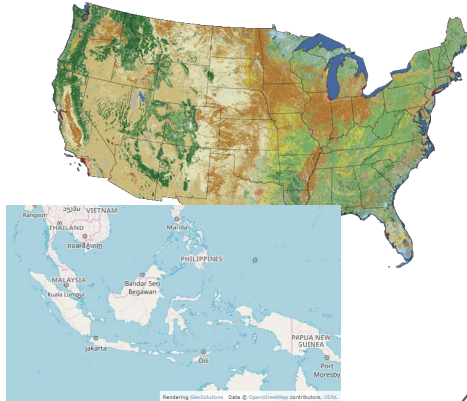 Rangoon
VIETNAM
THAILAND
Manila
PHILIPPINES
MALAYSIA
Kuala Lumpur
Bandar Seri
Begawan
Jakarta
Dili
PAPUA NEW
GUINEA
Port
Moresby
Rendering GeoSolutions Data © OpenStreetMap contributors, ODbL